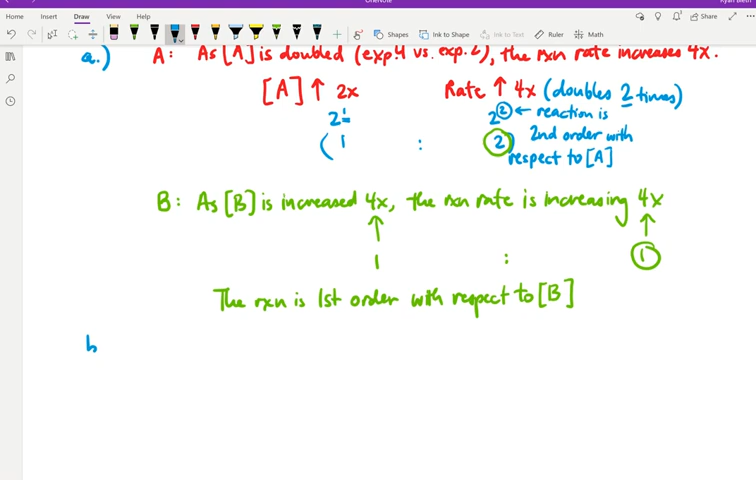 OneNote
Ryan Beth
Home Insert Draw View Help
Share
Shapes Ink to Shape Ink to Text Ruler Math
a.) A: As [A] is doubled (exp.4 vs. exp.2), the rxn rate increases 4x.
[A] ↑ 2x Rate ↑ 4x (doubles 2 times)
2¹ 2² ← reaction is
2nd order with
( 1 : 2 )
respect to [A]
B: As [B] is increased 4x, the rxn rate is increasing 4x
↑ ↑
1 : 1
The rxn is 1st order with respect to [B]
b